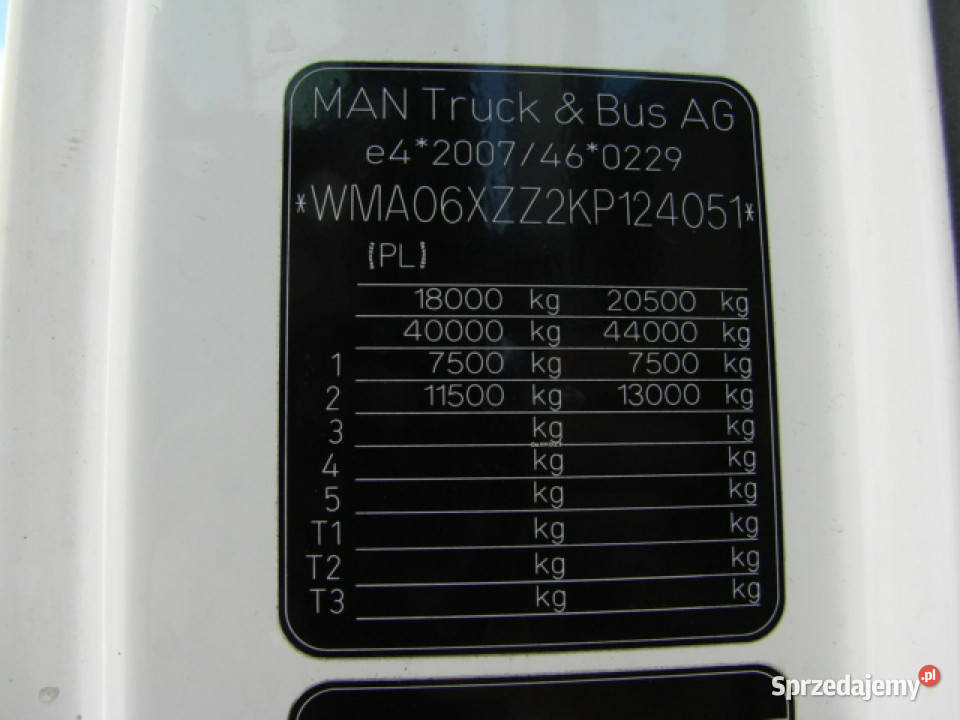 MAN Truck & Bus AG
e4*2007/46*0229
*WMA06XZZ2KP124051*
(PL)
18000 kg 20500 kg
40000 kg 44000 kg
1 7500 kg 7500 kg
2 11500 kg 13000 kg
3 kg kg
4 kg kg
5 kg kg
T1 kg kg
T2 kg kg
T3 kg kg
Sprzedajemy.pl